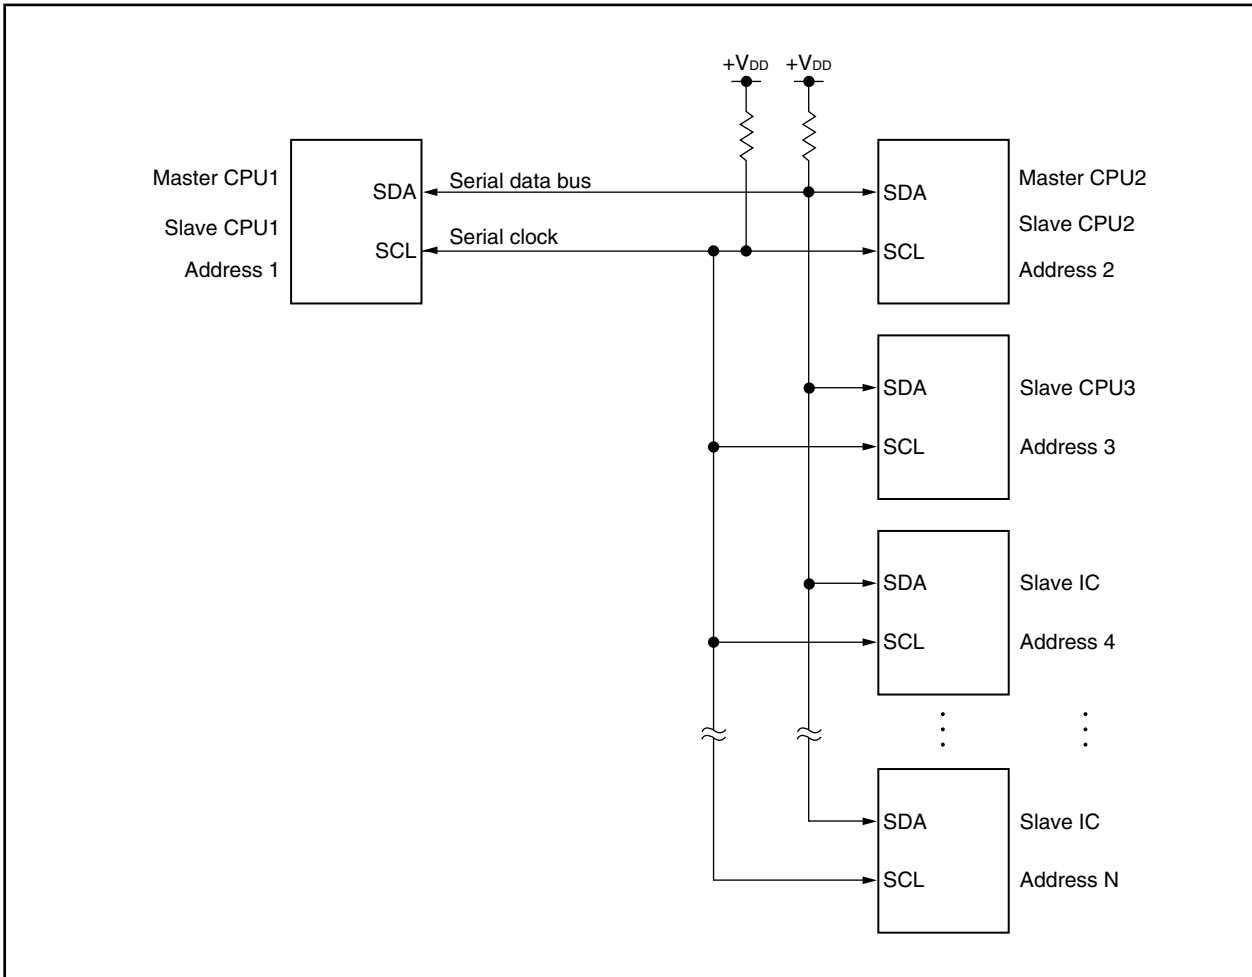 +VDD +VDD
Master CPU1
Slave CPU1
Address 1
SDA
SCL
Serial data bus
Serial clock
SDA
SCL
Master CPU2
Slave CPU2
Address 2
SDA
SCL
Slave CPU3
Address 3
SDA
SCL
Slave IC
Address 4
SDA
SCL
Slave IC
Address N